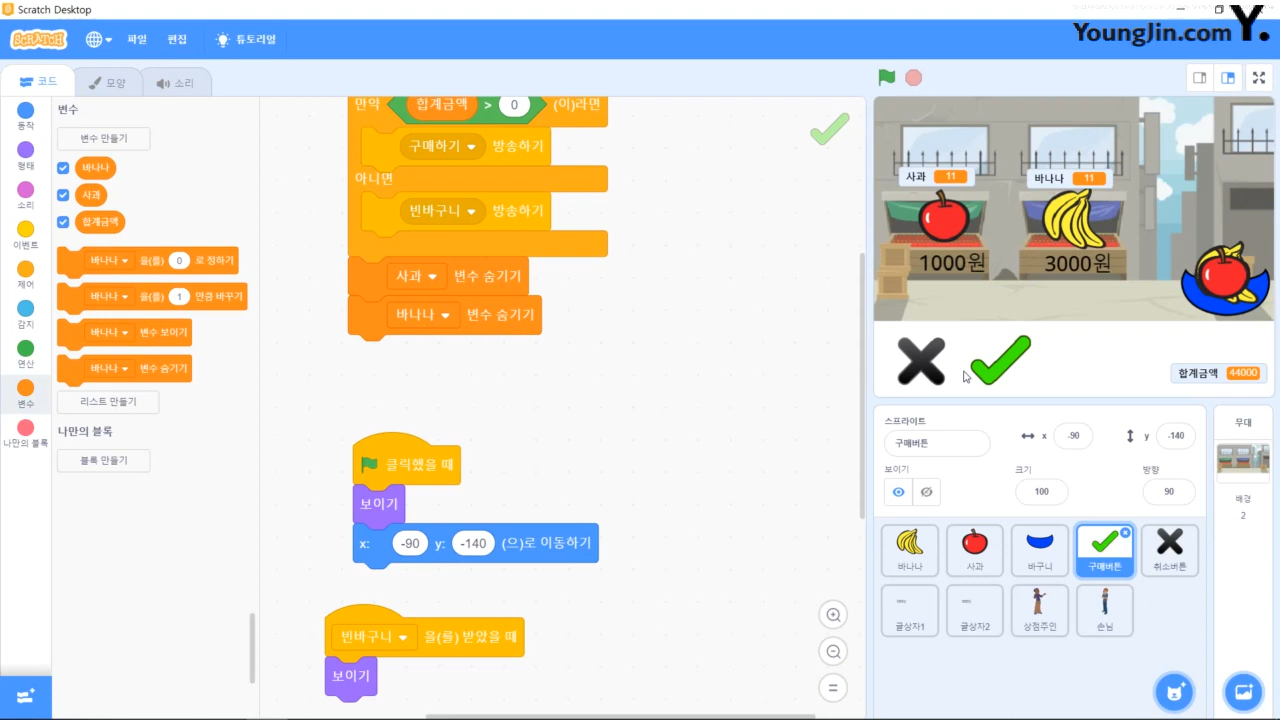 Scratch Desktop
SCRATCH
파일
편집
튜토리얼
YoungJin.com Y.
코드
모양
소리
동작
형태
소리
이벤트
제어
감지
연산
변수
나만의 블록
변수
변수 만들기
바나나
사과
합계금액
바나나 을(를) 0 로 정하기
바나나 을(를) 1 만큼 바꾸기
바나나 변수 보이기
바나나 변수 숨기기
리스트 만들기
나만의 블록
블록 만들기
만약 합계금액 > 0 (이)라면
구매하기 방송하기
아니면
빈바구니 방송하기
사과 변수 숨기기
바나나 변수 숨기기
클릭했을 때
보이기
x: -90 y: -140 (으)로 이동하기
빈바구니 을(를) 받았을 때
보이기
사과 11
바나나 11
1000원
3000원
합계금액 44000
스프라이트
구매버튼
x -90
y -140
보이기
크기
100
방향
90
바나나
사과
바구니
구매버튼
취소버튼
글상자1
글상자2
상점주인
손님
무대
배경
2